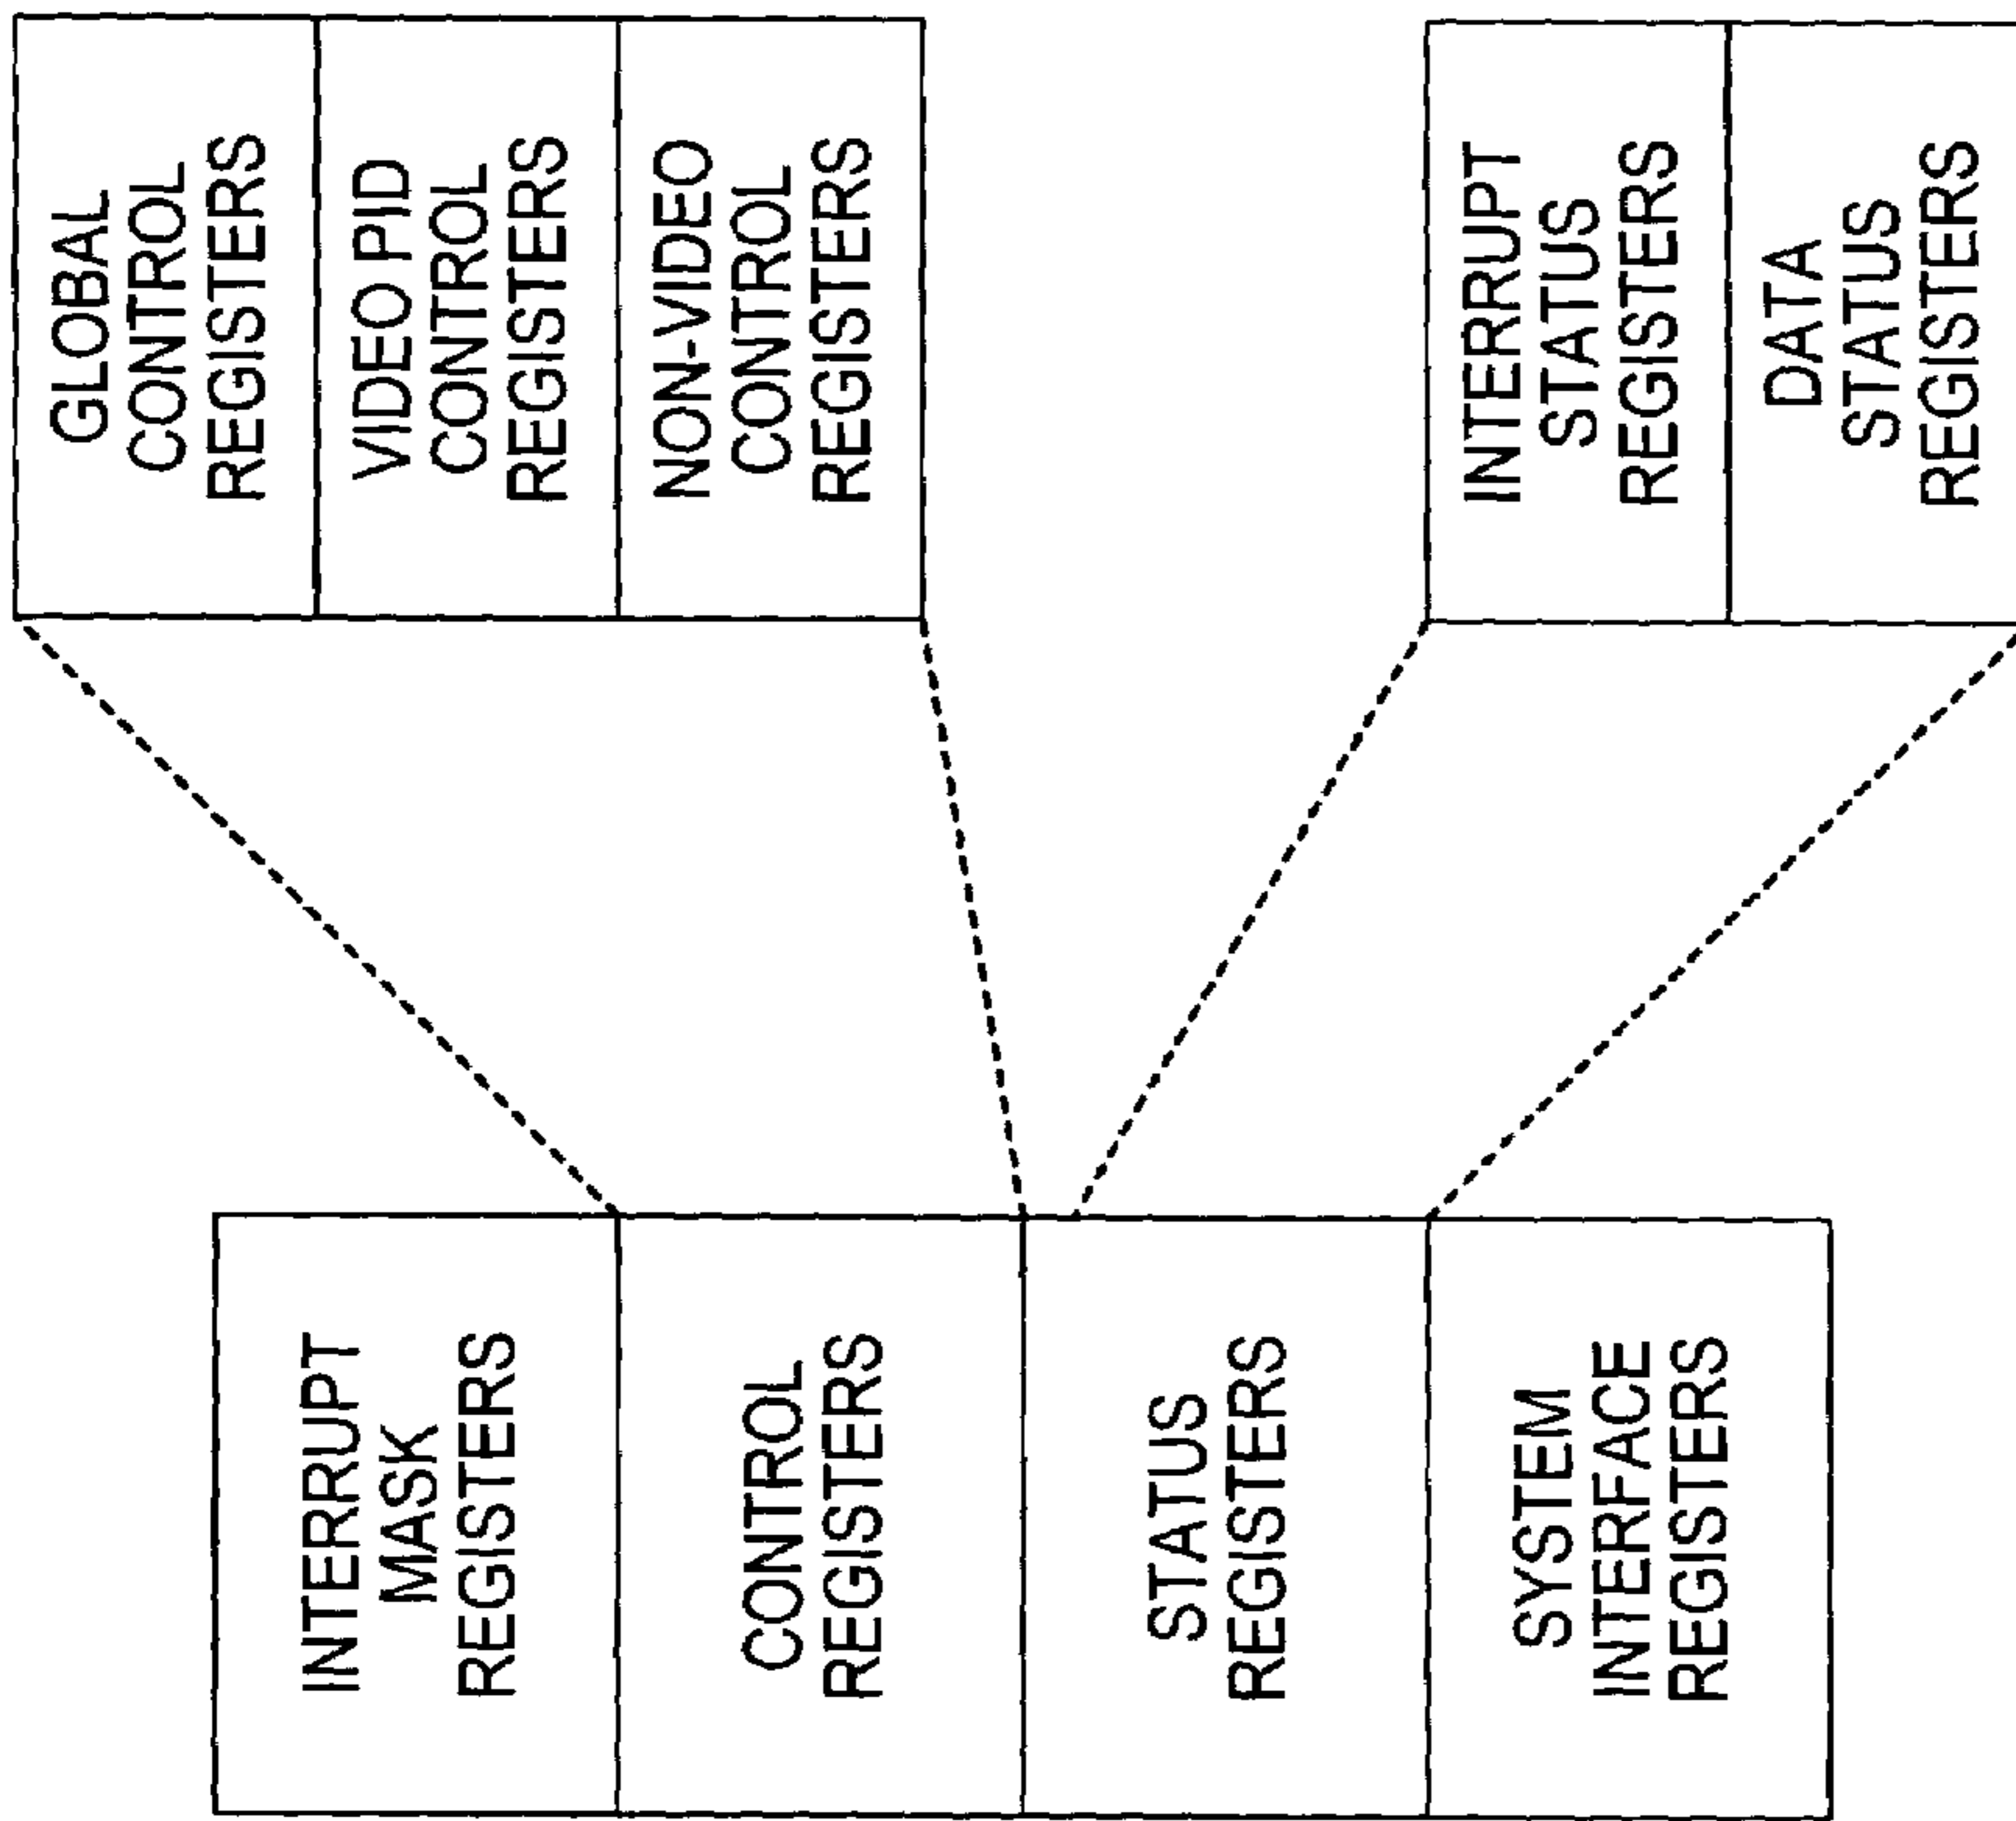 INTERRUPT
MASK
REGISTERS
CONTROL
REGISTERS
STATUS
REGISTERS
SYSTEM
INTERFACE
REGISTERS
GLOBAL
CONTROL
REGISTERS
VIDEO PID
CONTROL
REGISTERS
NON-VIDEO
CONTROL
REGISTERS
INTERRUPT
STATUS
REGISTERS
DATA
STATUS
REGISTERS